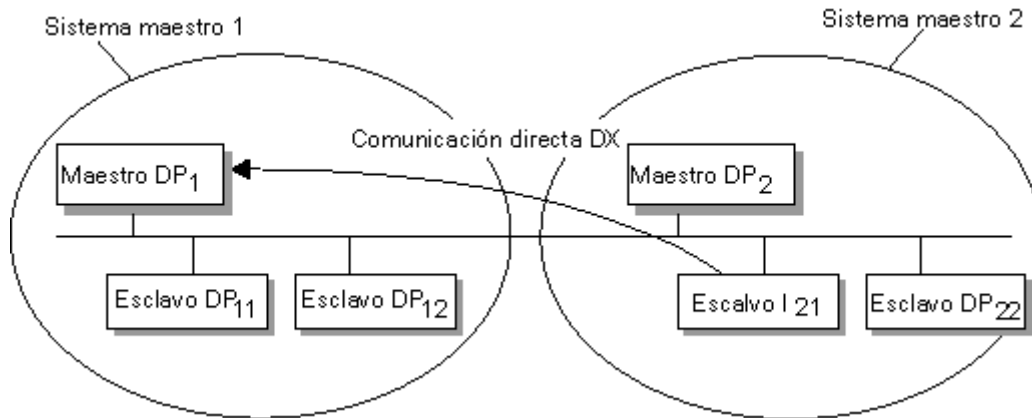 Sistema maestro 1
Sistema maestro 2
Comunicación directa DX
Maestro DP1
Maestro DP2
Esclavo DP11
Esclavo DP12
Escalvo I 21
Esclavo DP22